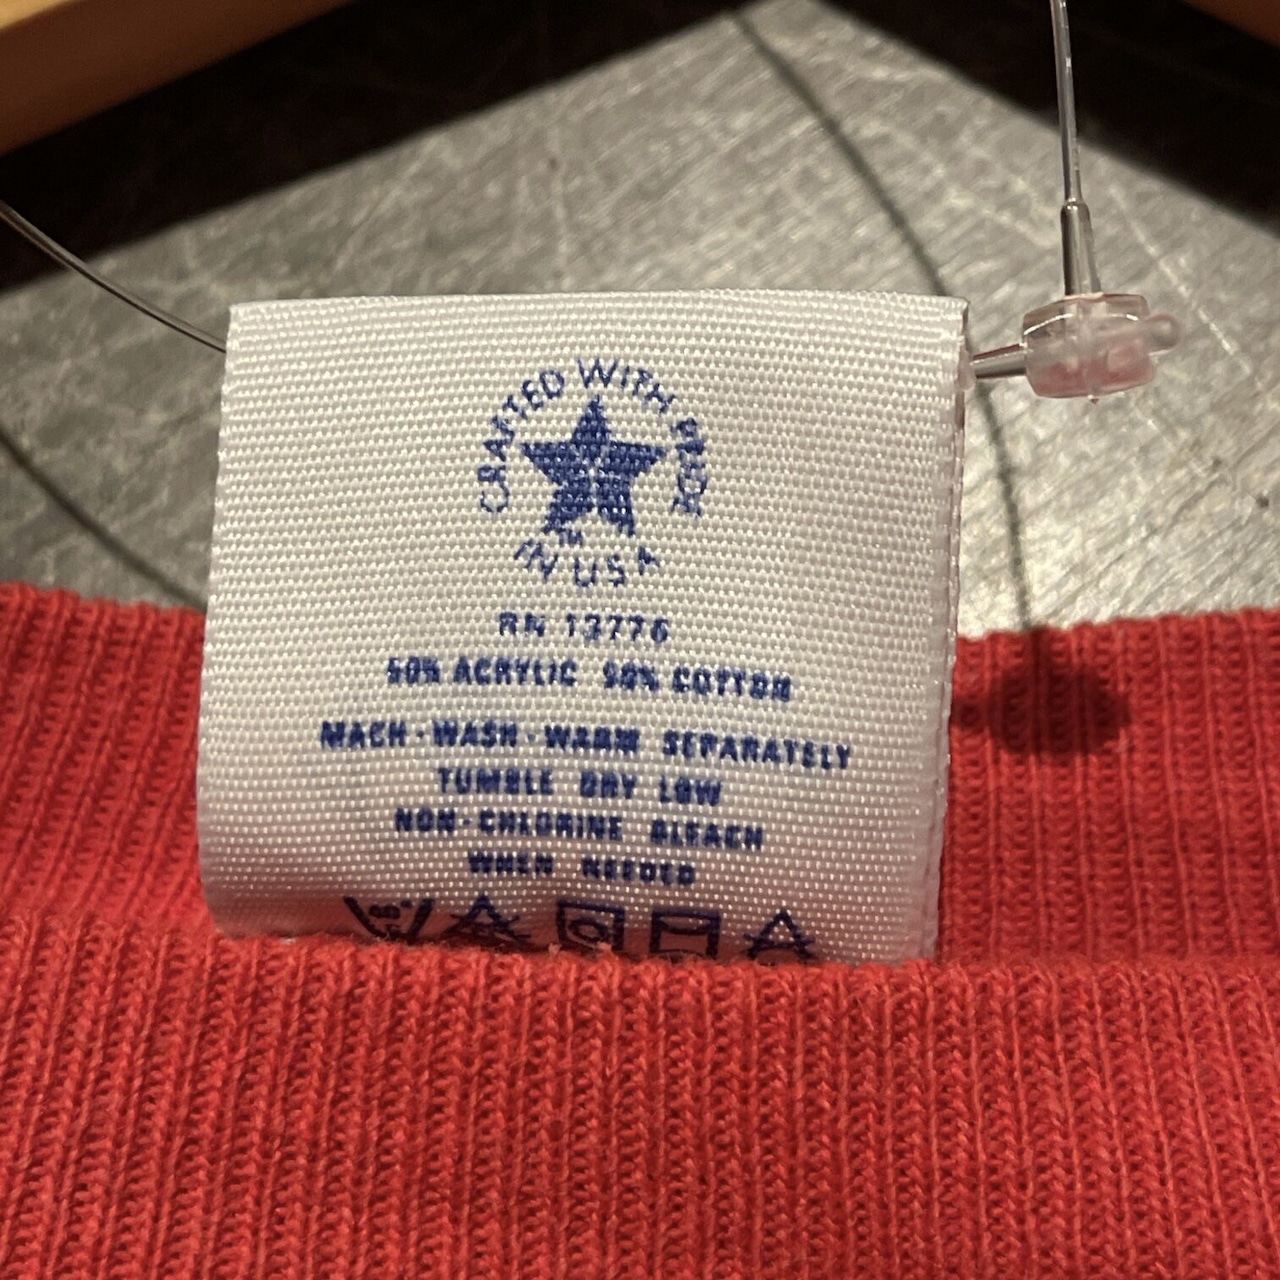 CRAFTED WITH PRIDE
TM
IN USA
RN 13776
50% ACRYLIC 50% COTTON
MACH-WASH-WARM SEPARATELY
TUMBLE DRY LOW
NON-CHLORINE BLEACH
WHEN NEEDED